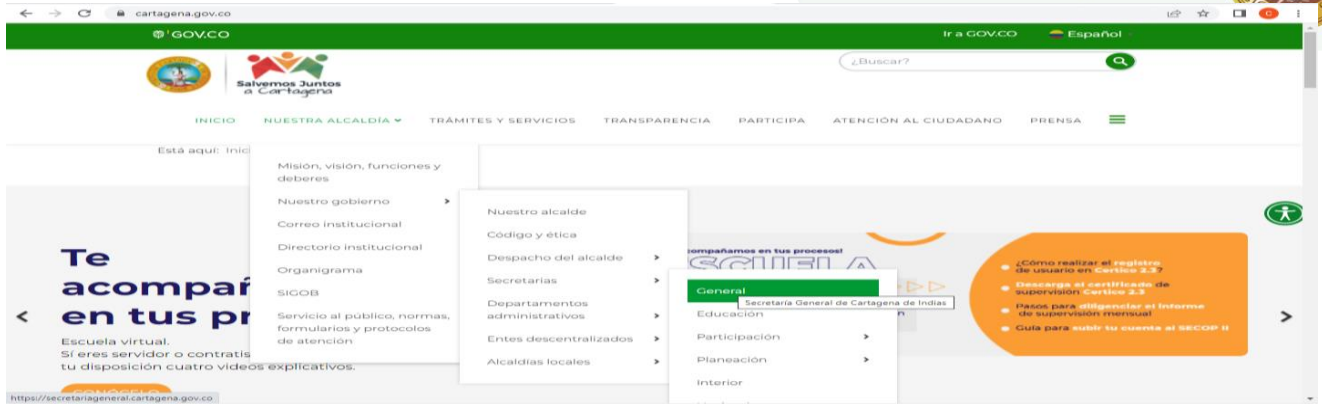 cartagena.gov.co
GOV.CO
Ir a GOV.CO
Español
Salvemos Juntos
a Cartagena
¿Buscar?
INICIO NUESTRA ALCALDÍA TRÁMITES Y SERVICIOS TRANSPARENCIA PARTICIPA ATENCIÓN AL CIUDADANO PRENSA
Está aquí: Inic
Misión, visión, funciones y
deberes
Nuestro gobierno
Correo institucional
Directorio institucional
Organigrama
SIGOB
Servicio al público, normas,
formularios y protocolos
de atención
Nuestro alcalde
Código y ética
Despacho del alcalde
Secretarias
Departamentos
administrativos
Entes descentralizados
Alcaldías locales
General
Secretaría General de Cartagena de Indias
Educación
Participación
Planeación
Interior
Te
acompañ
en tus pr
Escuela virtual.
Sí eres servidor o contratis
tu disposición cuatro videos explicativos.
CONÓCELO
compañamos en tus procesos!
ESCUELA
¿Cómo realizar el registro
de usuario en Certico 2.3?
Descarga el certificado de
supervisión Certico 2.3
Pasos para diligenciar el Informe
de supervisión mensual
Guía para subir tu cuenta al SECOP II
https://secretariageneral.cartagena.gov.co